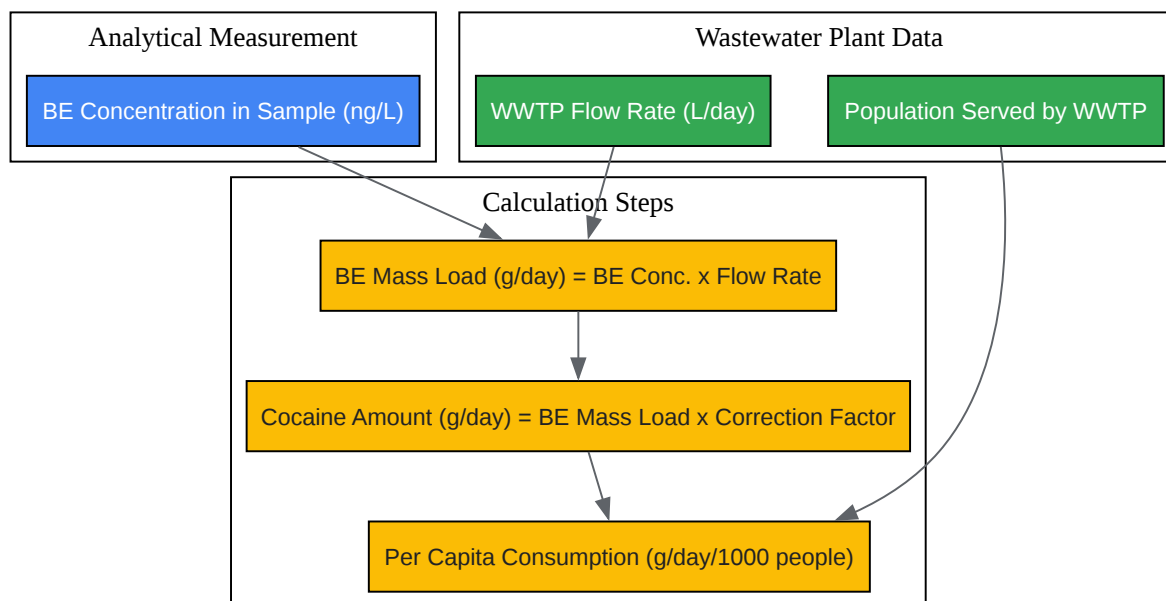 Analytical Measurement
BE Concentration in Sample (ng/L)
Wastewater Plant Data
WWTP Flow Rate (L/day)
Population Served by WWTP
Calculation Steps
BE Mass Load (g/day) = BE Conc. x Flow Rate
Cocaine Amount (g/day) = BE Mass Load x Correction Factor
Per Capita Consumption (g/day/1000 people)